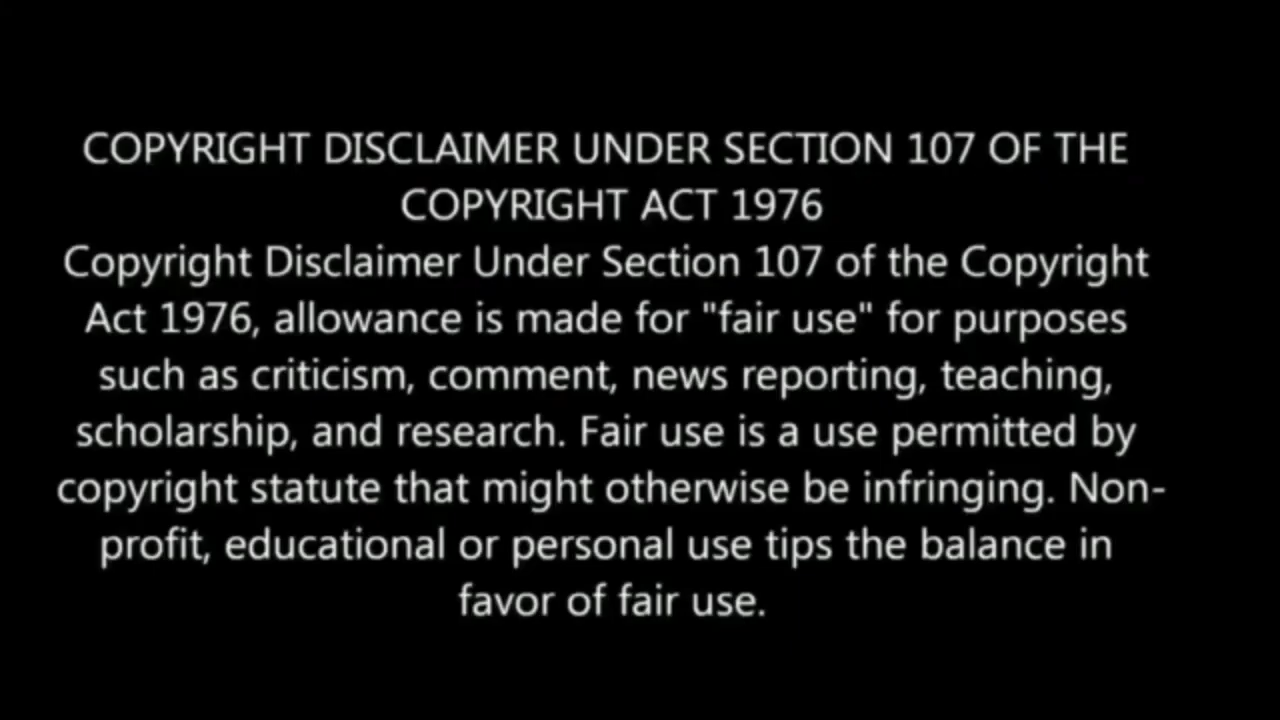 COPYRIGHT DISCLAIMER UNDER SECTION 107 OF THE
COPYRIGHT ACT 1976
Copyright Disclaimer Under Section 107 of the Copyright
Act 1976, allowance is made for "fair use" for purposes
such as criticism, comment, news reporting, teaching,
scholarship, and research. Fair use is a use permitted by
copyright statute that might otherwise be infringing. Non-
profit, educational or personal use tips the balance in
favor of fair use.